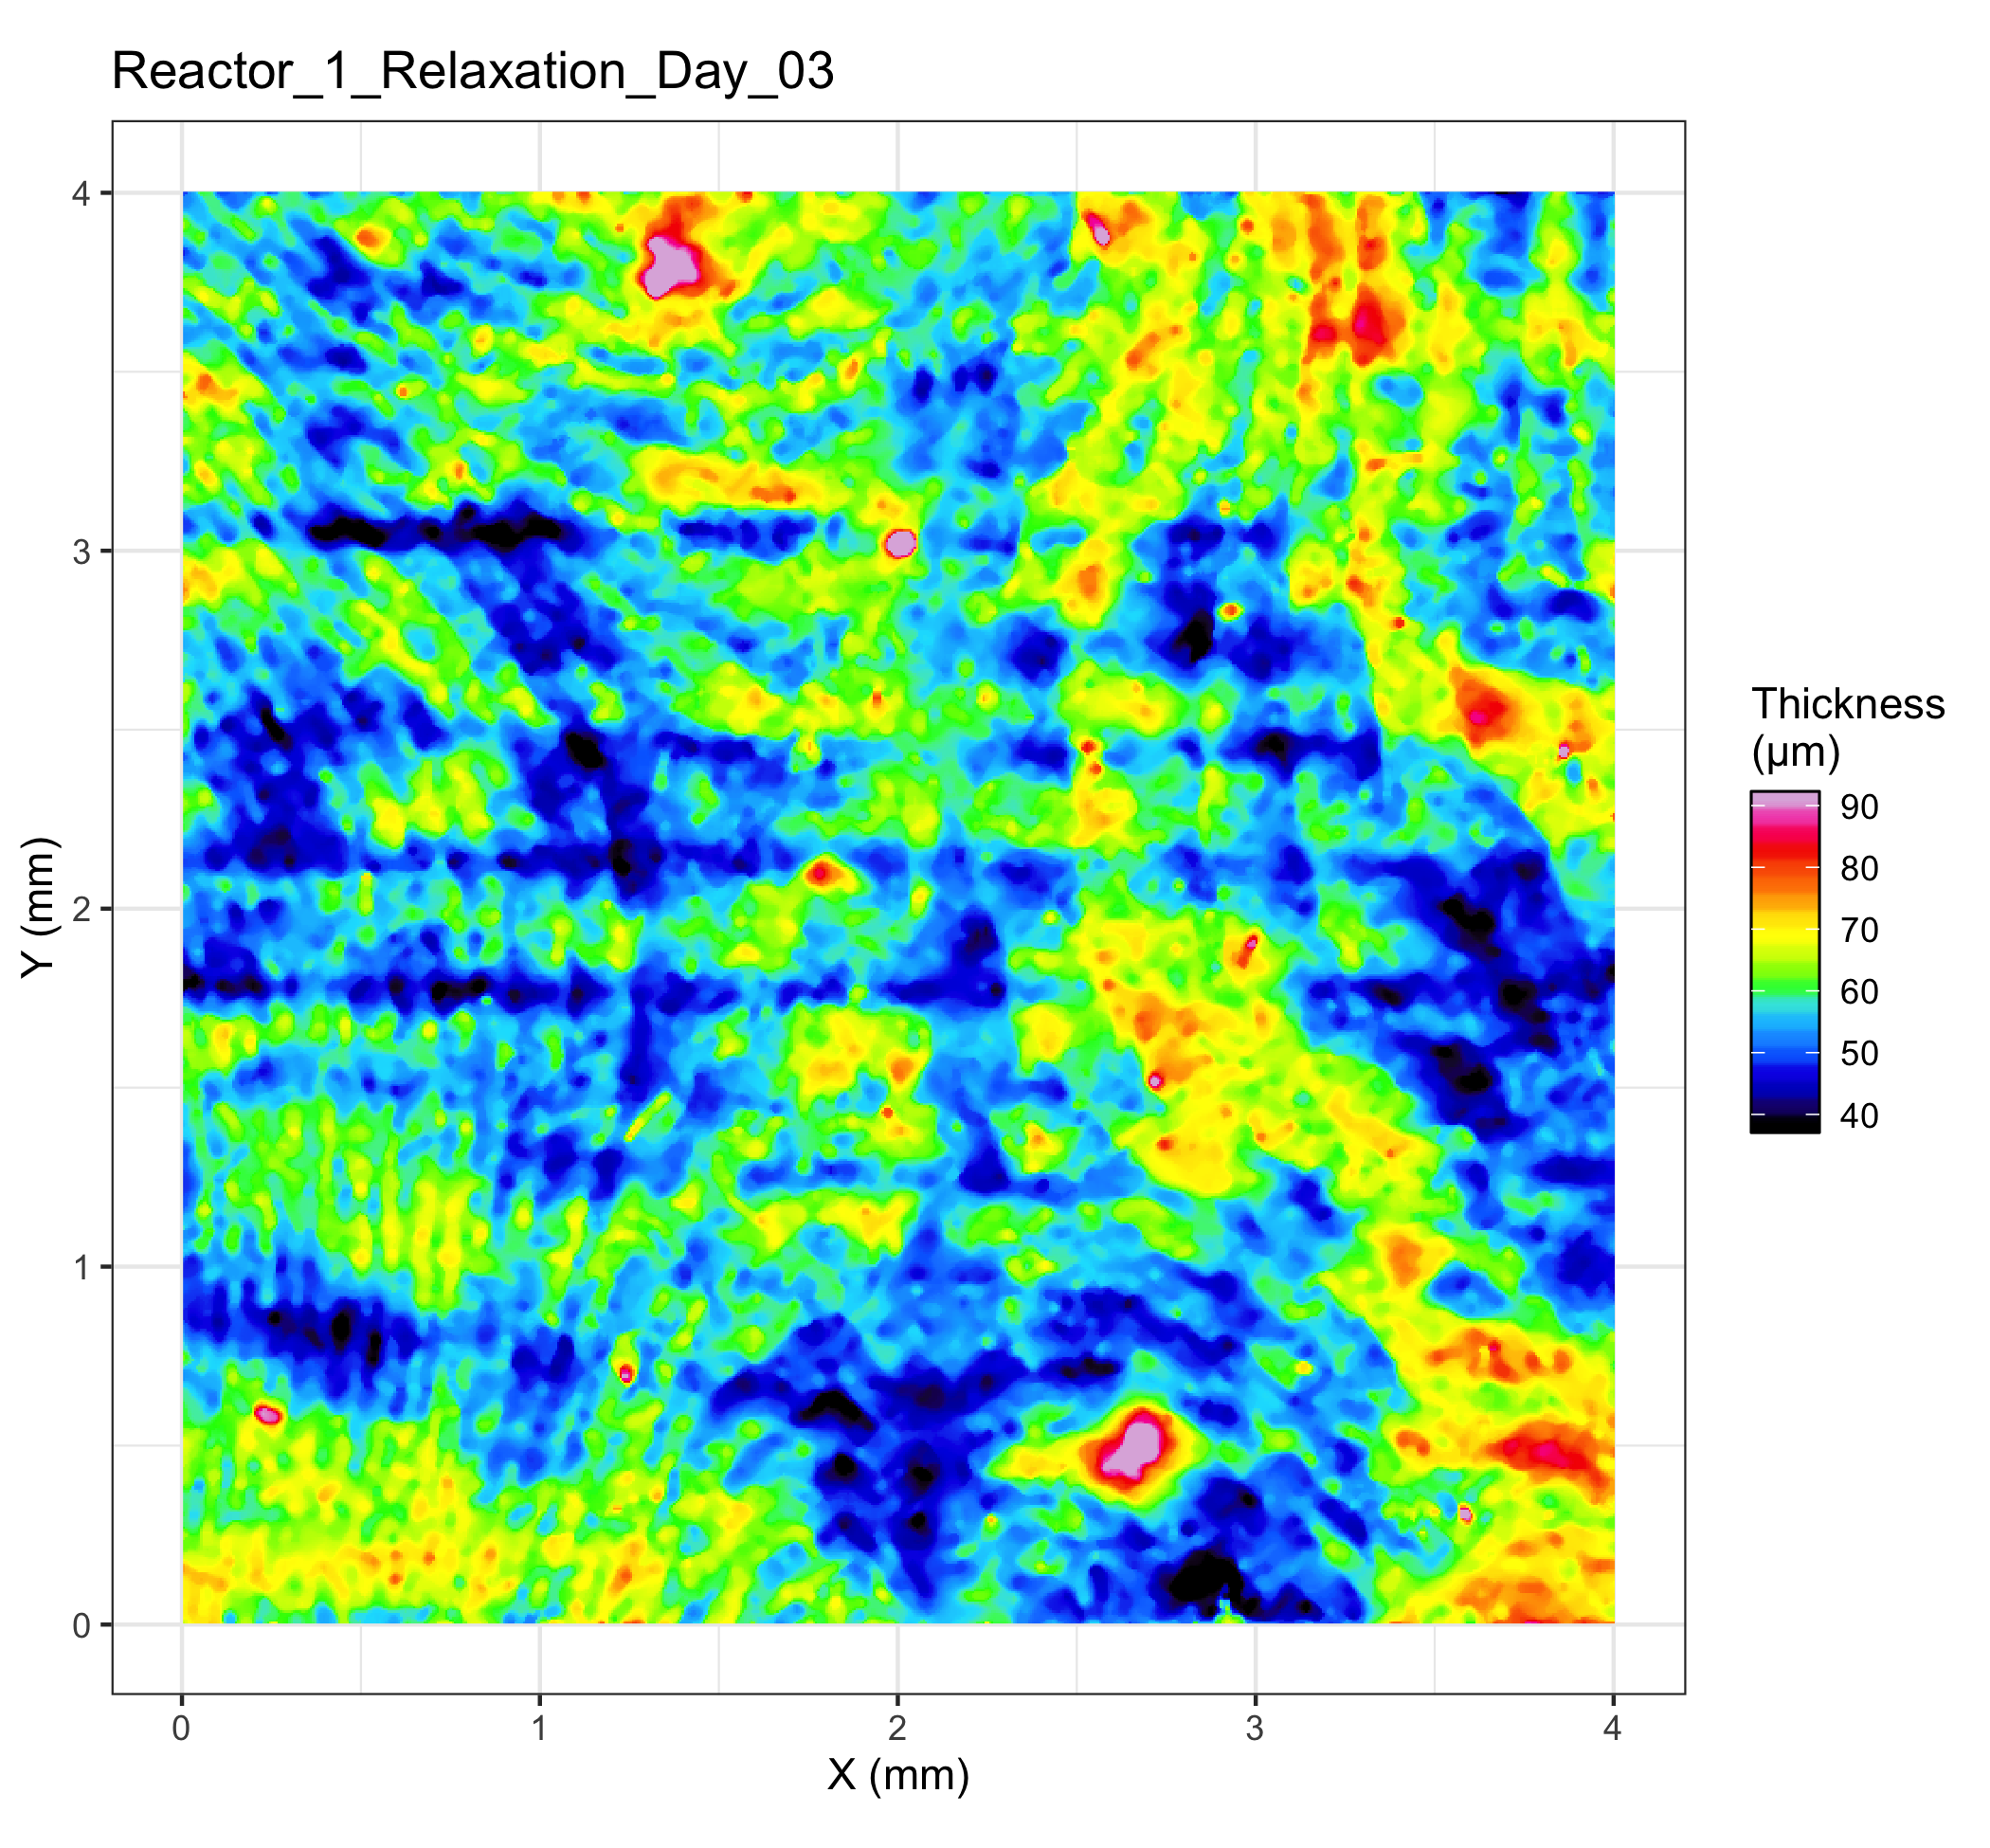 Reactor_1_Relaxation_Day_03
4
3
2
1
0
Y (mm)
0 1 2 3 4
X (mm)
Thickness
(μm)
90
80
70
60
50
40